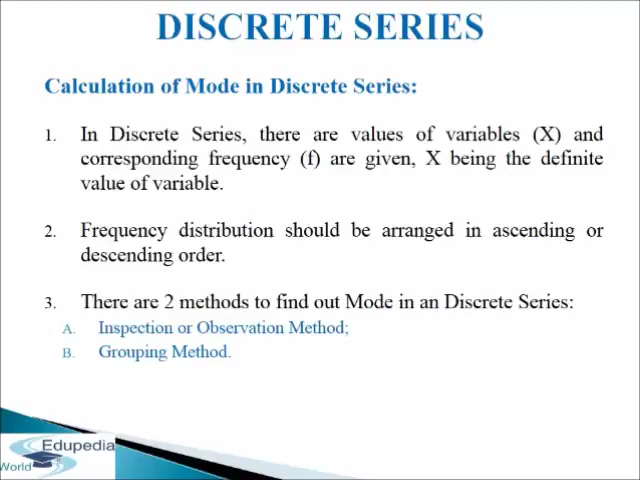 DISCRETE SERIES
Calculation of Mode in Discrete Series:
1. In Discrete Series, there are values of variables (X) and
corresponding frequency (f) are given, X being the definite
value of variable.
2. Frequency distribution should be arranged in ascending or
descending order.
3. There are 2 methods to find out Mode in an Discrete Series:
A. Inspection or Observation Method;
B. Grouping Method.
Edupedia
World